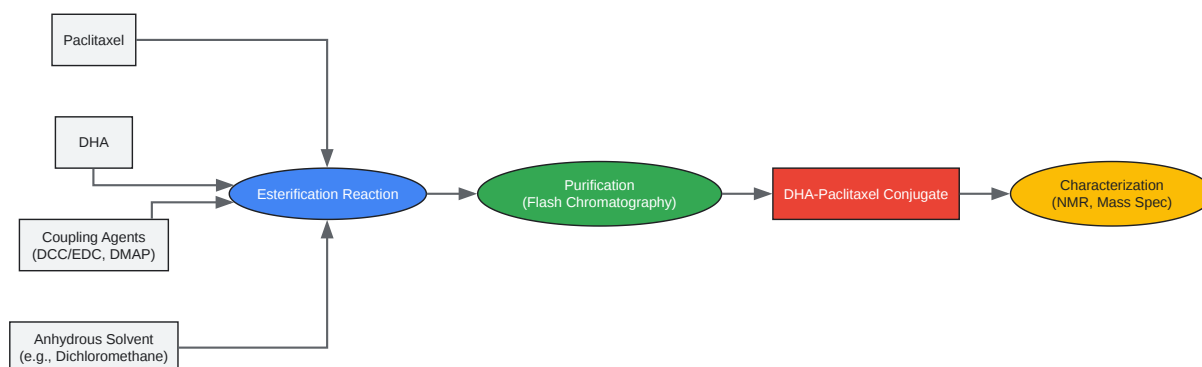 Paclitaxel
DHA
Coupling Agents
(DCC/EDC, DMAP)
Anhydrous Solvent
(e.g., Dichloromethane)
Esterification Reaction
Purification
(Flash Chromatography)
DHA-Paclitaxel Conjugate
Characterization
(NMR, Mass Spec)